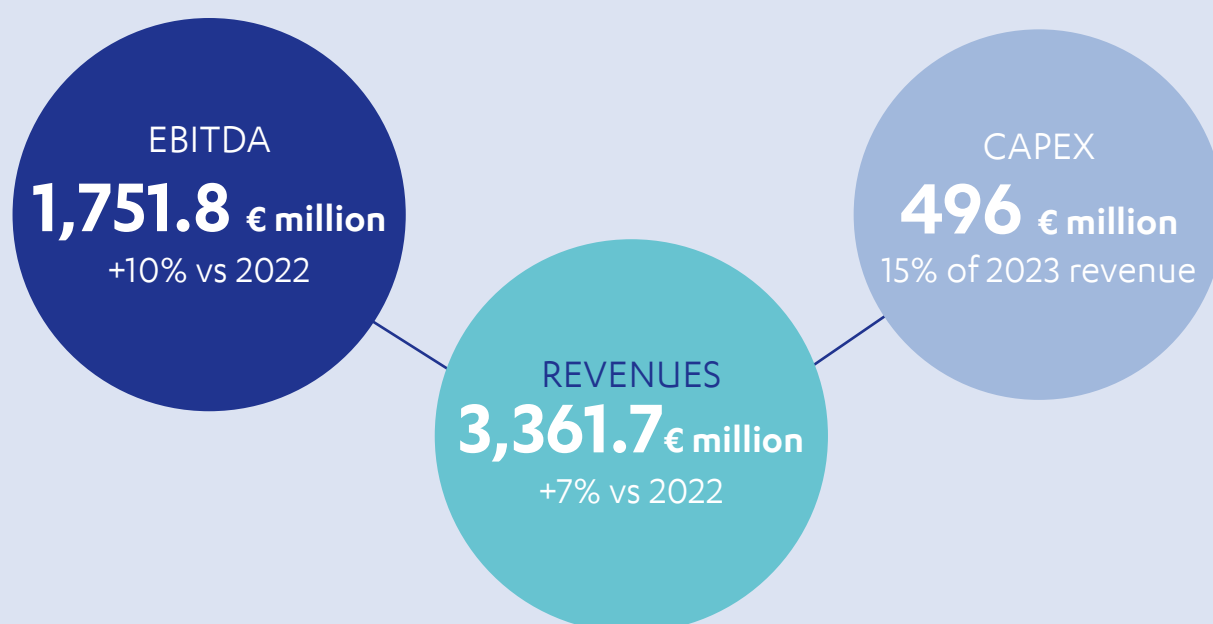 EBITDA
1,751.8 € million
+10% vs 2022
CAPEX
496 € million
15% of 2023 revenue
REVENUES
3,361.7€ million
+7% vs 2022